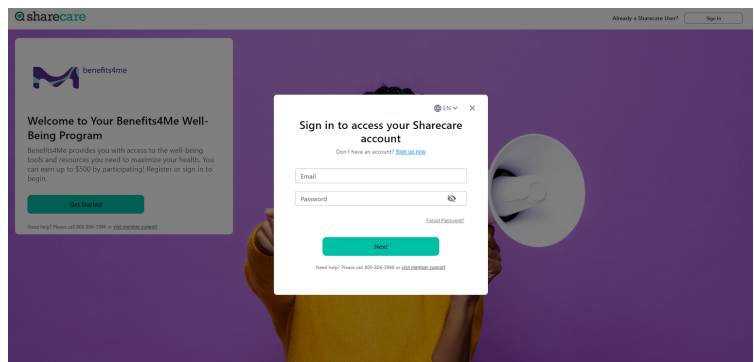 sharecare
Already a Sharecare User?
Sign In
benefits4me
Welcome to Your Benefits4Me Well-
Being Program
Benefits4Me provides you with access to the well-being
tools and resources you need to maximize your health. You
can earn up to $500 by participating! Register or sign in to
begin.
Get Started
Need help? Please call 800-808-3986 or visit member support
EN
Sign in to access your Sharecare
account
Don't have an account? Sign up now
Email
Password
Forgot Password?
Next
Need help? Please call 800-808-3986 or visit member support